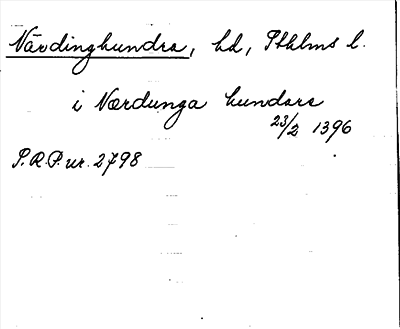 Närdinghundra, hd, Sthlms l.
i Nærdunga hundare
23/2 1396
S.R.P. nr. 2798